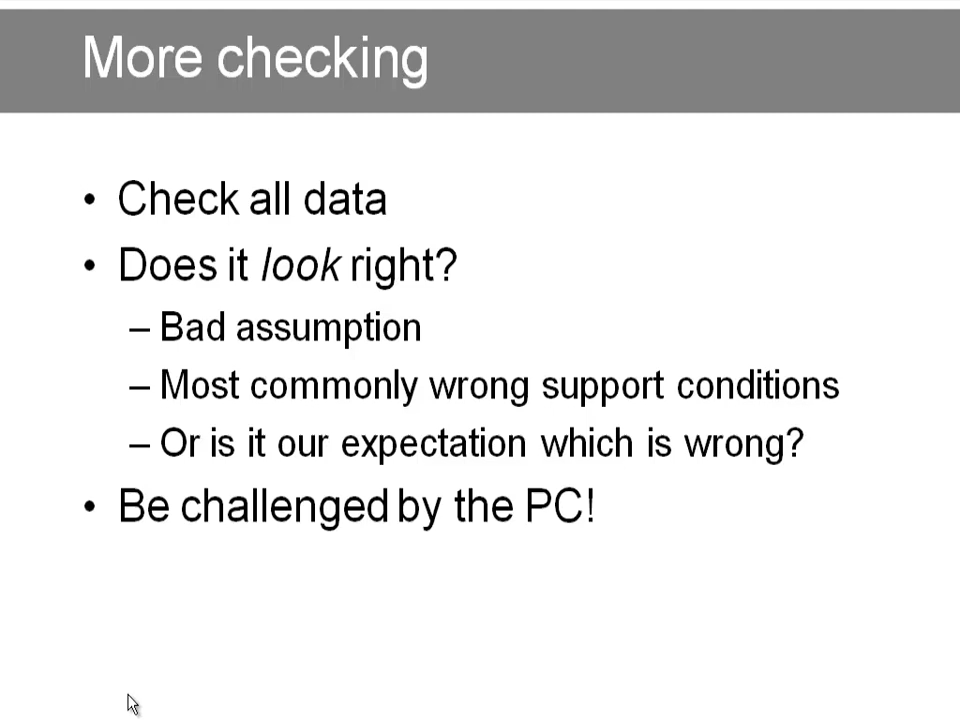 More checking
• Check all data
• Does it look right?
– Bad assumption
– Most commonly wrong support conditions
– Or is it our expectation which is wrong?
• Be challenged by the PC!